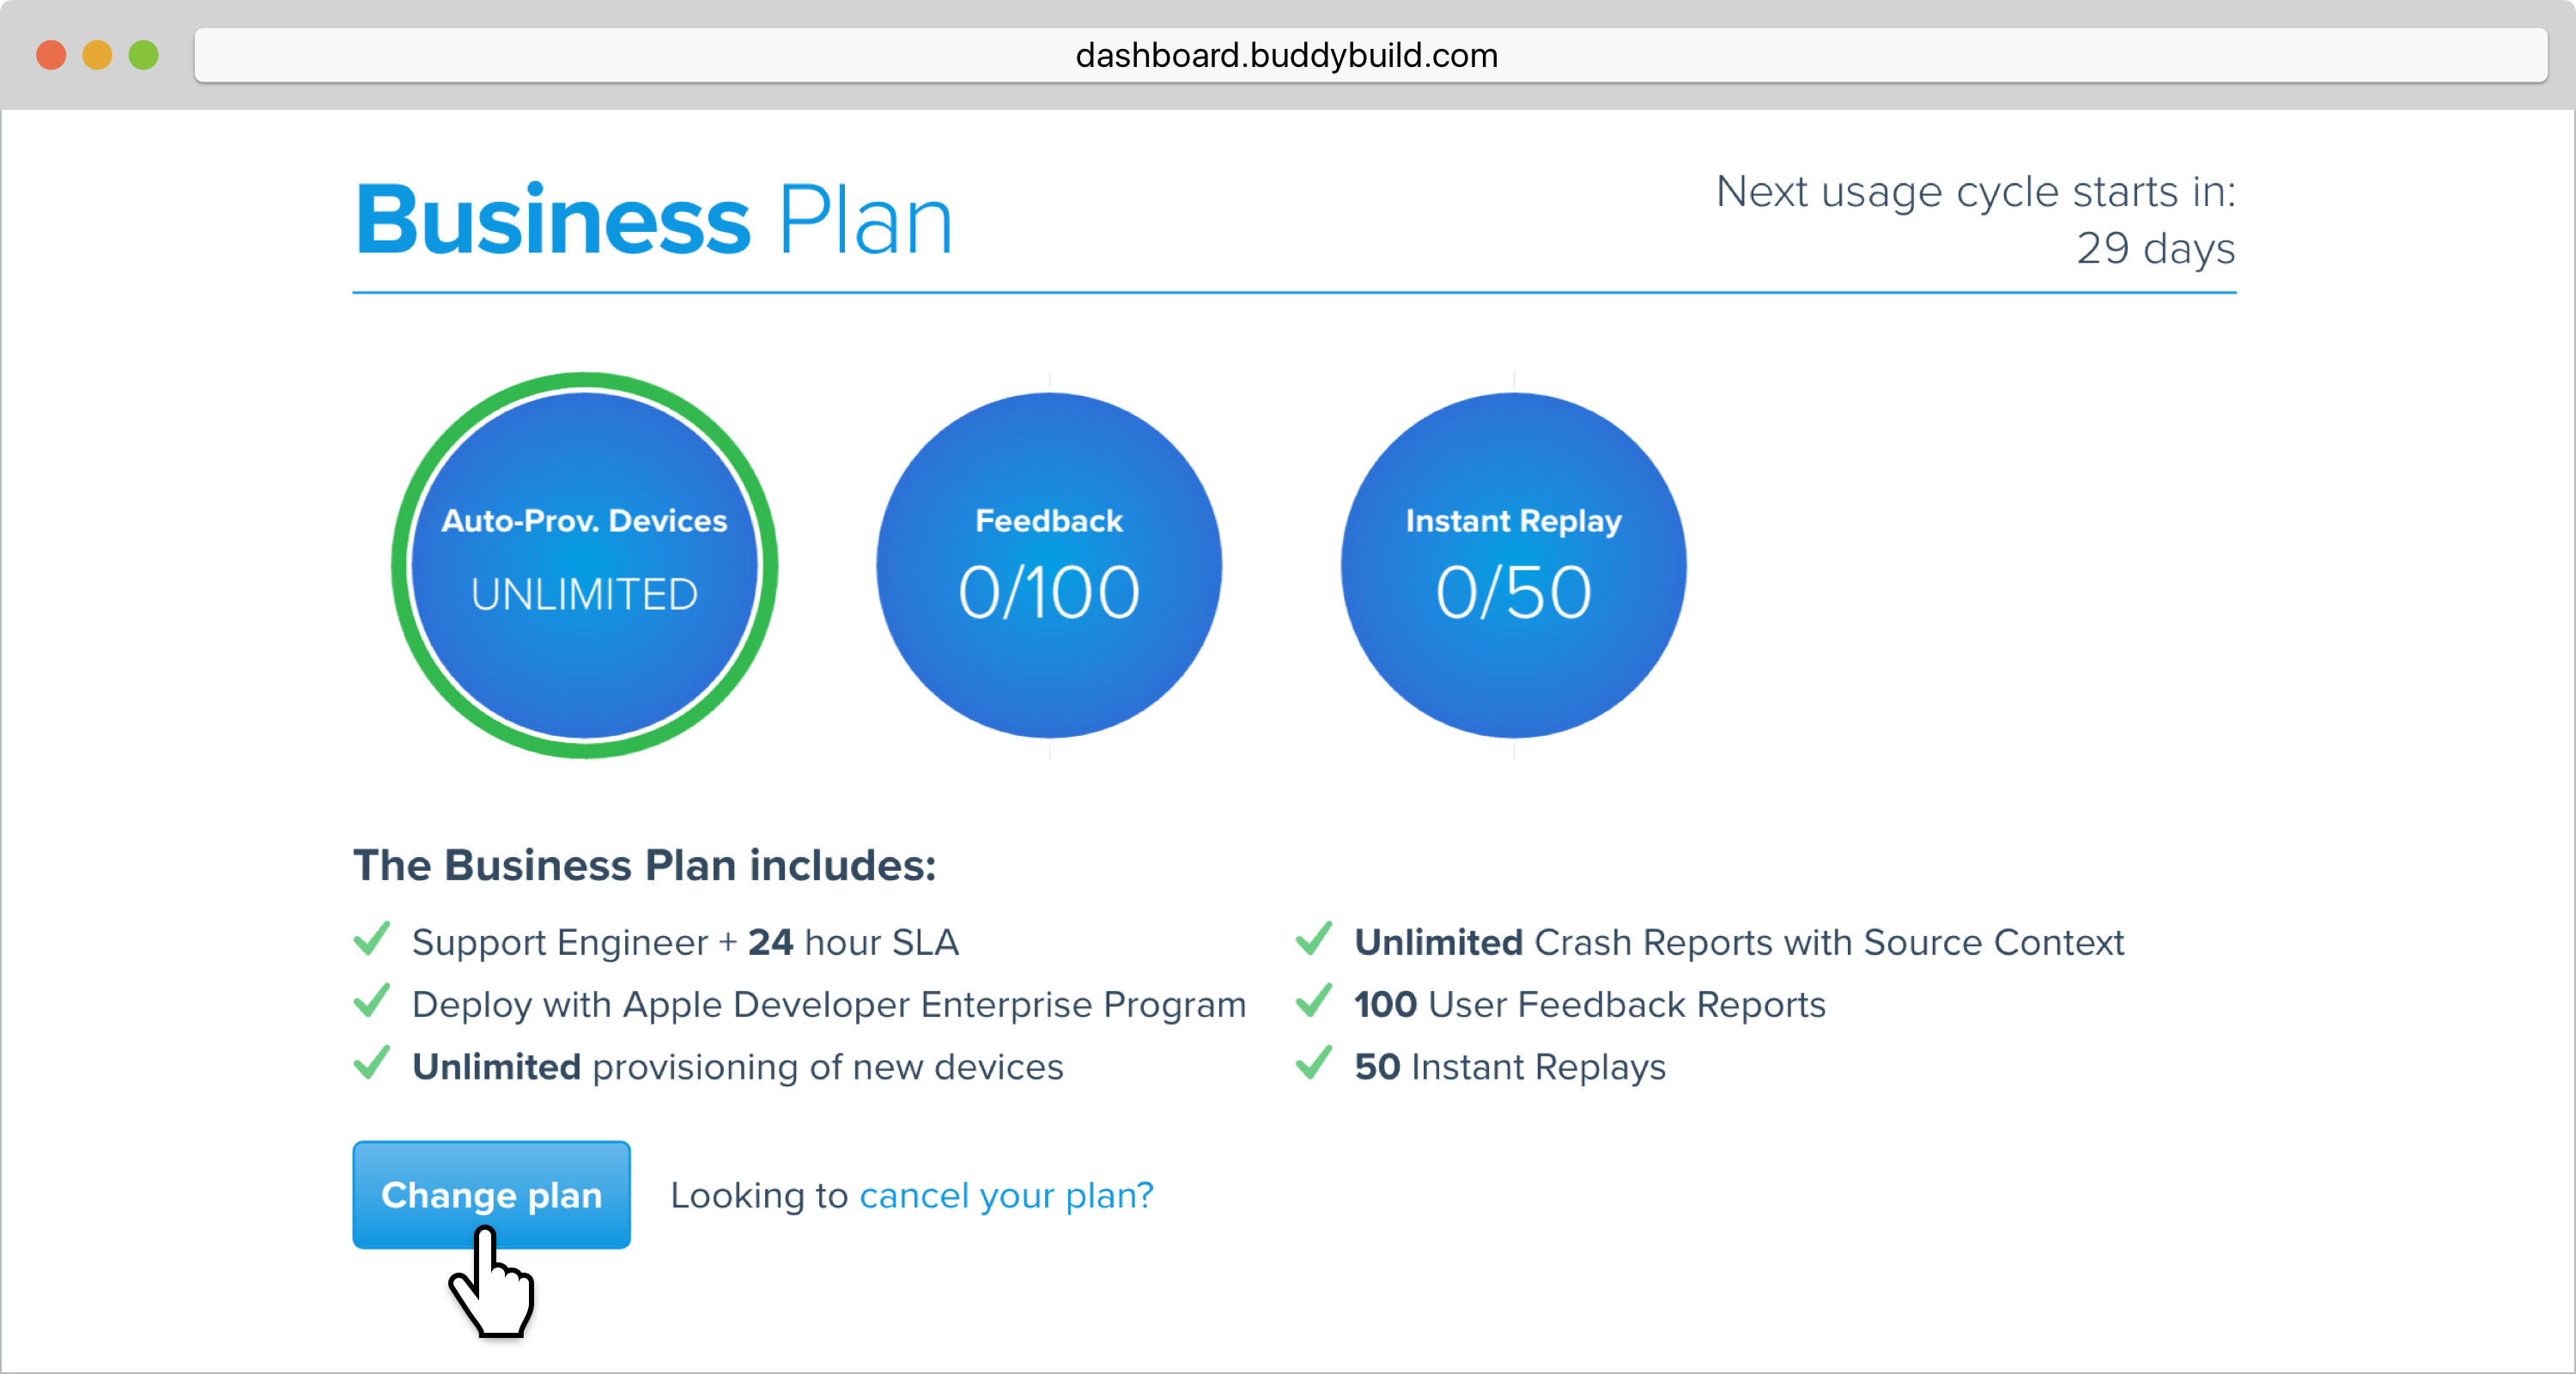 dashboard.buddybuild.com
Business Plan
Next usage cycle starts in:
29 days
Auto-Prov. Devices
UNLIMITED
Feedback
0/100
Instant Replay
0/50
The Business Plan includes:
Support Engineer + 24 hour SLA
Deploy with Apple Developer Enterprise Program
Unlimited provisioning of new devices
Unlimited Crash Reports with Source Context
100 User Feedback Reports
50 Instant Replays
Change plan
Looking to cancel your plan?